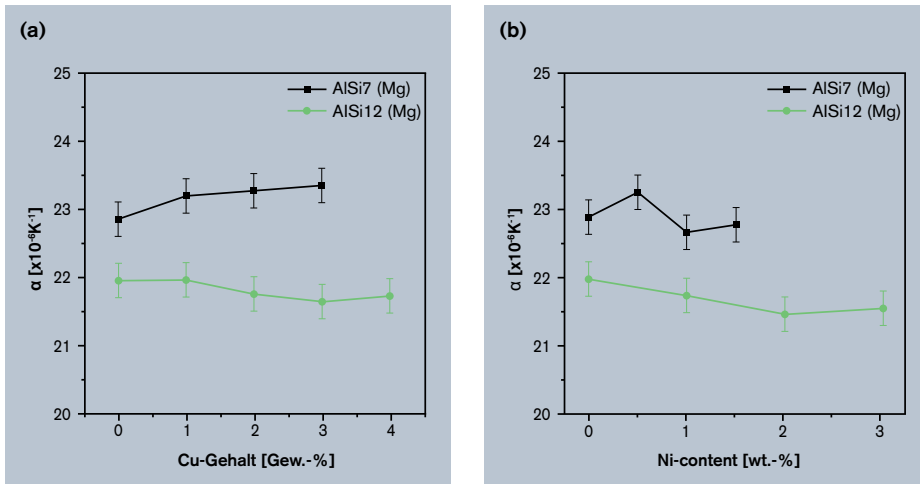 (a)
25
24
23
22
21
20
α [x10⁻⁶K⁻¹]
AlSi7 (Mg)
AlSi12 (Mg)
0 1 2 3 4
Cu-Gehalt [Gew.-%]
(b)
25
24
23
22
21
20
α [x10⁻⁶K⁻¹]
AlSi7 (Mg)
AlSi12 (Mg)
0 1 2 3
Ni-content [wt.-%]